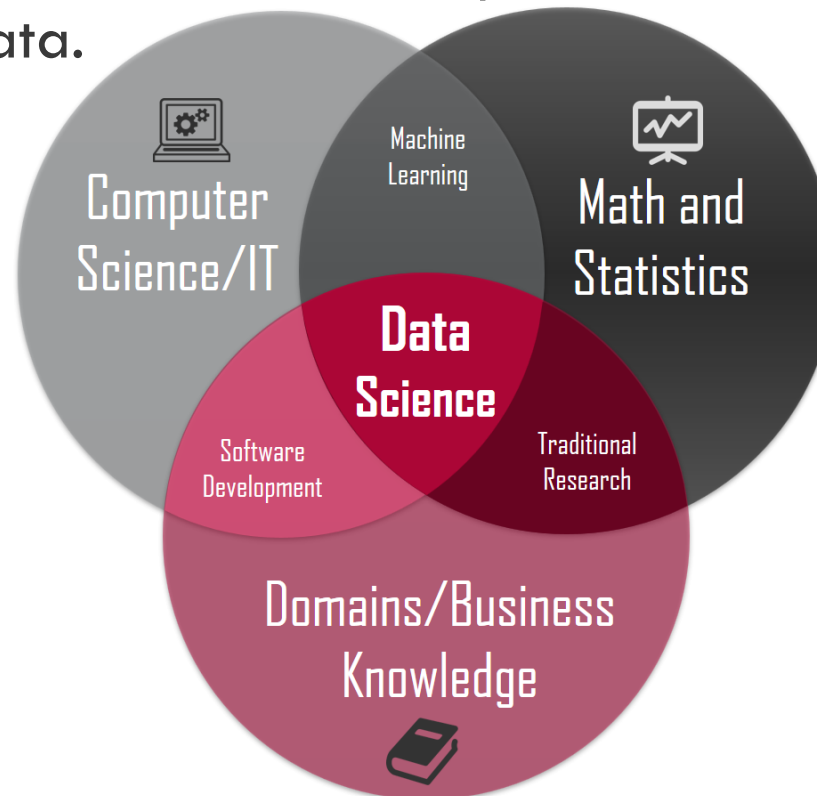 ata.
Machine
Learning
Computer
Science/IT
Math and
Statistics
Data
Science
Software
Development
Traditional
Research
Domains/Business
Knowledge